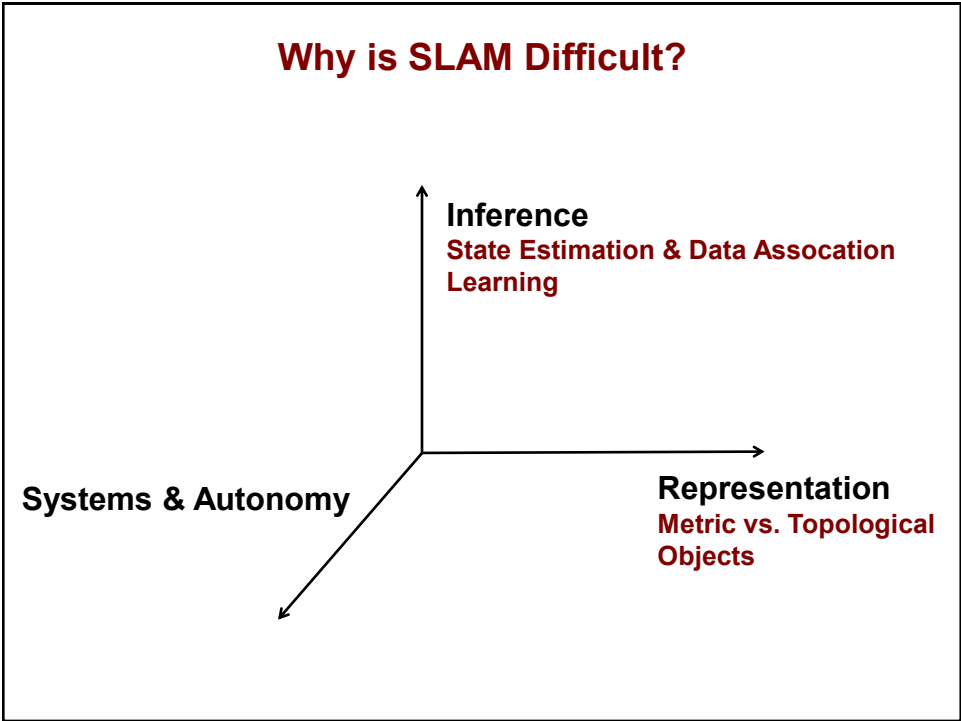 Why is SLAM Difficult?
Inference
State Estimation & Data Assocation
Learning
Systems & Autonomy
Representation
Metric vs. Topological
Objects